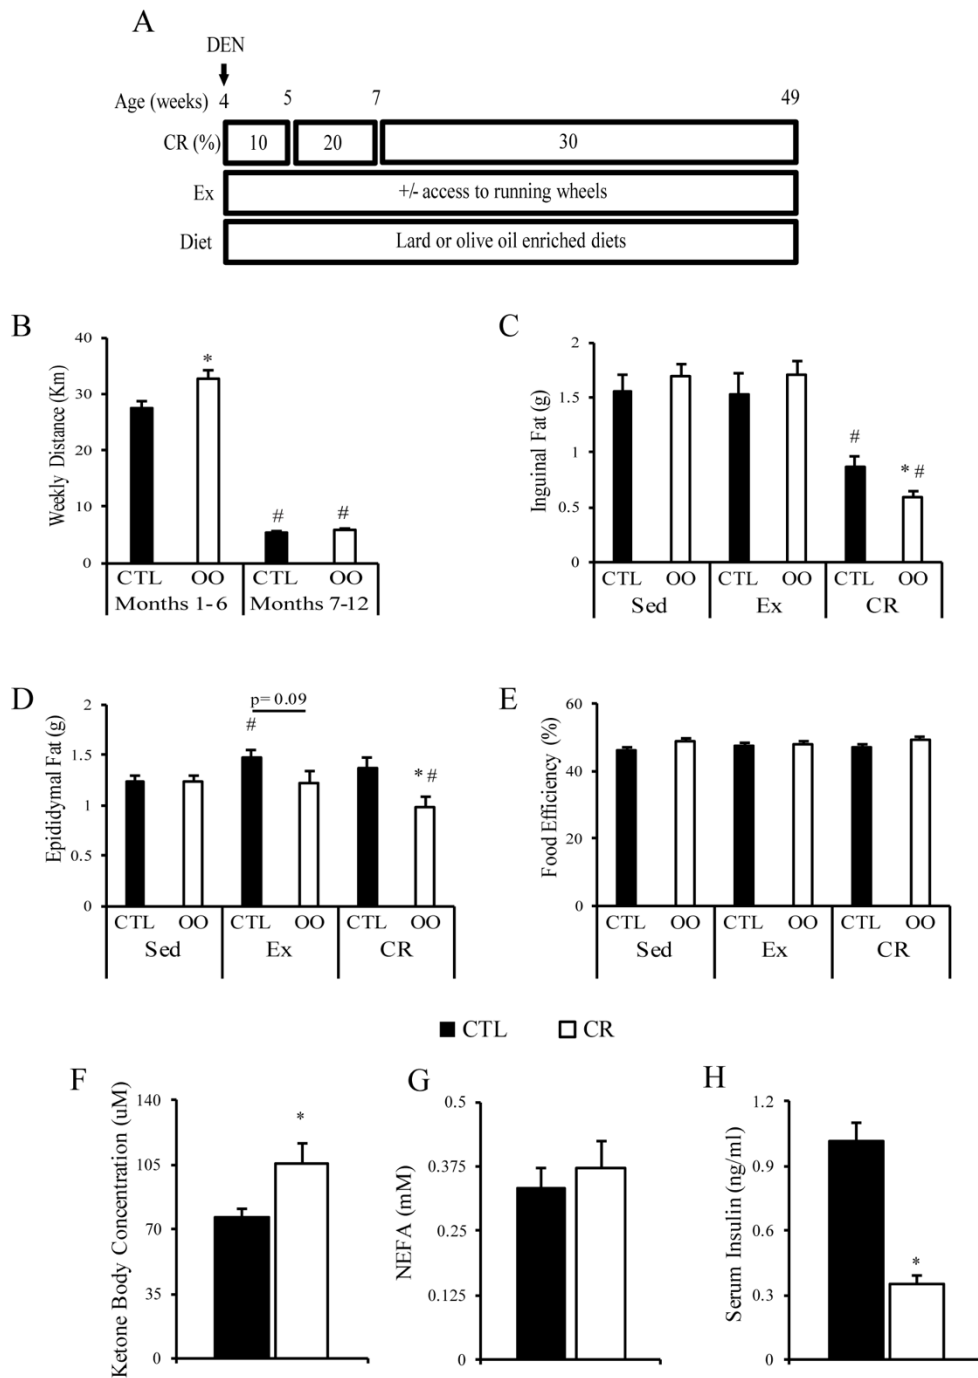 A
DEN
Age (weeks) 4 5 7 49
CR (%) 10 20 30
Ex +/- access to running wheels
Diet Lard or olive oil enriched diets
B
Weekly Distance (Km)
40
30
20
10
0
*
# #
CTL OO CTL OO
Months 1-6 Months 7-12
C
Inguinal Fat (g)
2
1.5
1
0.5
0
#
* #
CTL OO CTL OO CTL OO
Sed Ex CR
D
Epididymal Fat (g)
2
1.5
1
0.5
0
p= 0.09
#
* #
CTL OO CTL OO CTL OO
Sed Ex CR
E
Food Efficiency (%)
60
40
20
0
CTL OO CTL OO CTL OO
Sed Ex CR
CTL CR
F
Ketone Body Concentration (uM)
140
105
70
35
0
*
G
NEFA (mM)
0.5
0.375
0.25
0.125
0
H
Serum Insulin (ng/ml)
1.2
0.9
0.6
0.3
0
*